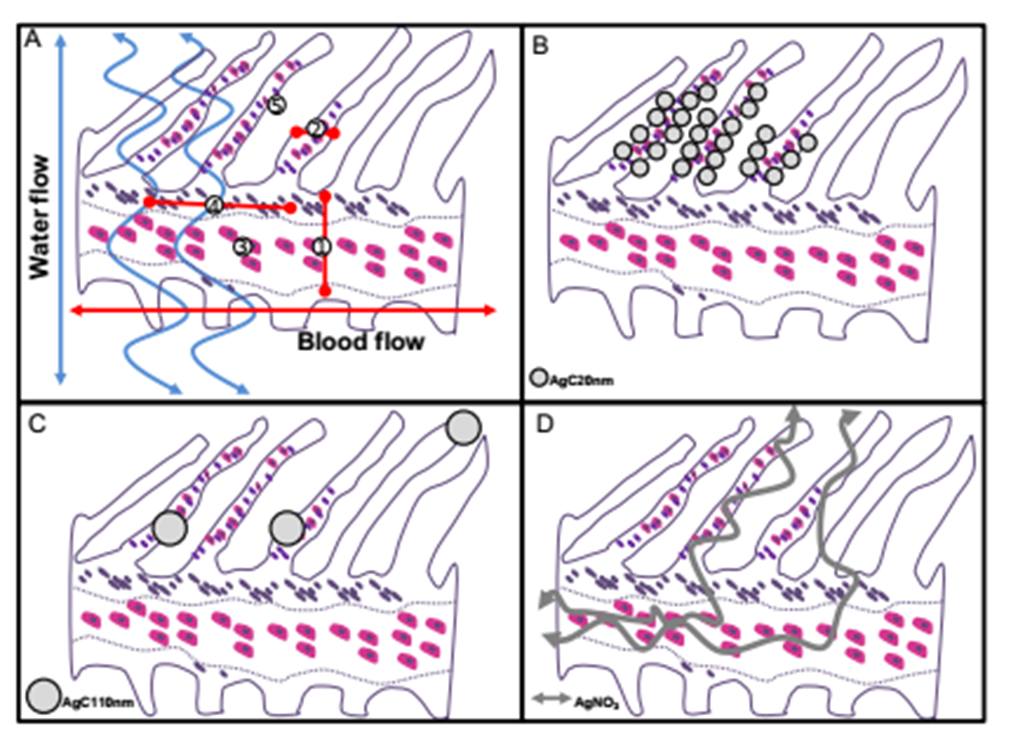 A
Water flow
⑤
②
④
③
①
Blood flow
B
AgC20nm
C
AgC110nm
D
AgNO₃